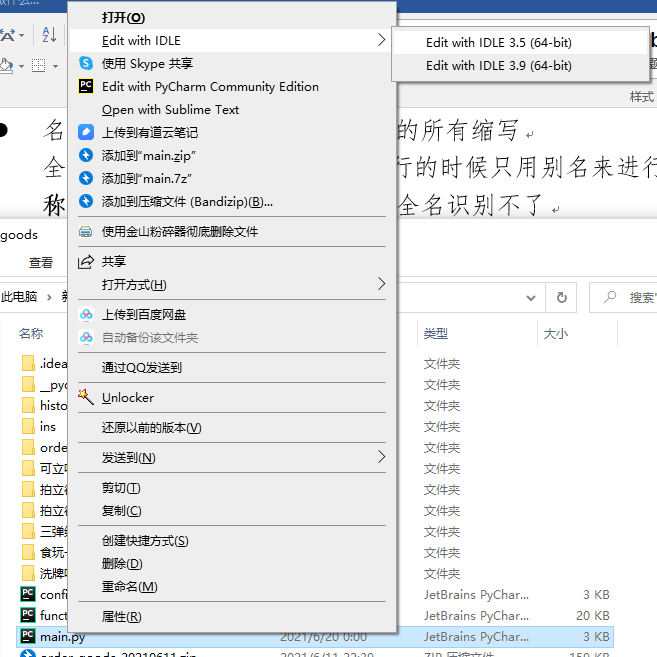 打开(O)
Edit with IDLE
Edit with IDLE 3.5 (64-bit)
使用 Skype 共享
Edit with IDLE 3.9 (64-bit)
Edit with PyCharm Community Edition
样式
Open with Sublime Text
名
上传到有道云笔记
的所有缩写
添加到"main.zip"
全
行的时候只用别名来进行
添加到"main.7z"
称
添加到压缩文件 (Bandizip)(B)...
全名识别不了
goods
使用金山粉碎器彻底删除文件
查看
共享
打开方式(H)
此电脑
搜索"
上传到百度网盘
名称
自动备份该文件夹
类型
大小
.idea
通过QQ发送到
文件夹
__pyc
文件夹
histo
Unlocker
文件夹
ins
还原以前的版本(V)
文件夹
orde
文件夹
可立
发送到(N)
文件夹
拍立
剪切(T)
文件夹
拍立
复制(C)
文件夹
三弹
创建快捷方式(S)
文件夹
食玩
文件夹
洗牌
删除(D)
文件夹
confi
重命名(M)
JetBrains PyChar...
3 KB
funct
属性(R)
JetBrains PyChar...
20 KB
main.py
2021/6/20 0:00
JetBrains PyChar...
3 KB
order-goods-20210611.zip
2021/6/11 22:39
ZIP 压缩文件
159 KB